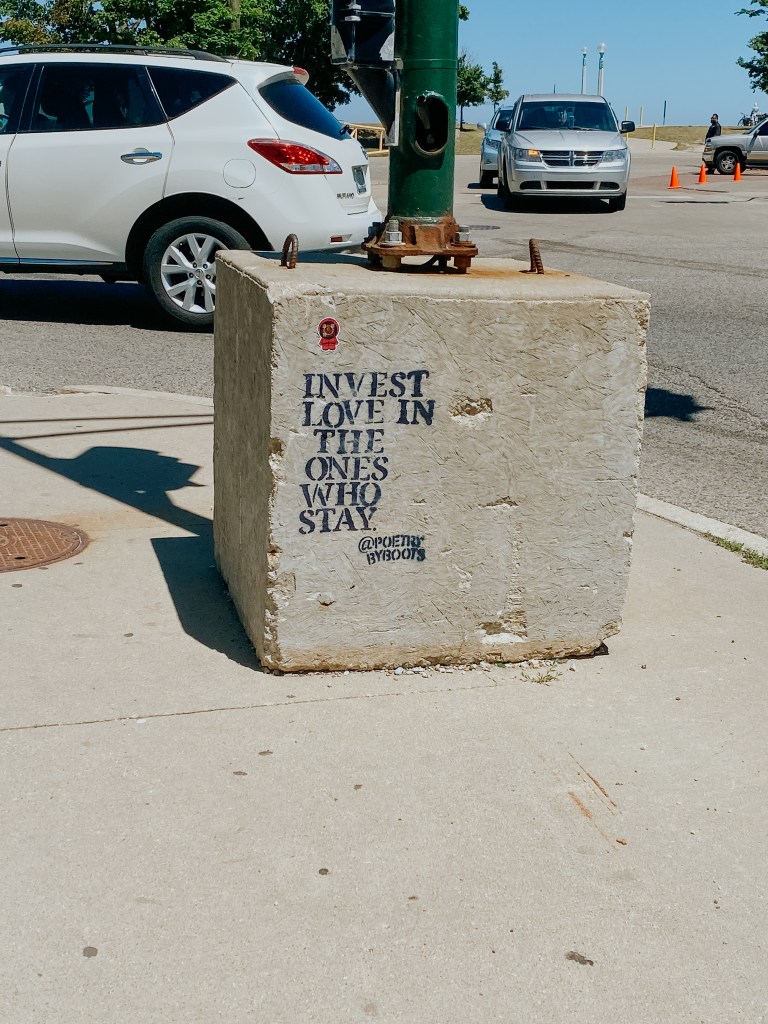 INVEST
LOVE IN
THE
ONES
WHO
STAY.
@POETRY
BYBOOTS